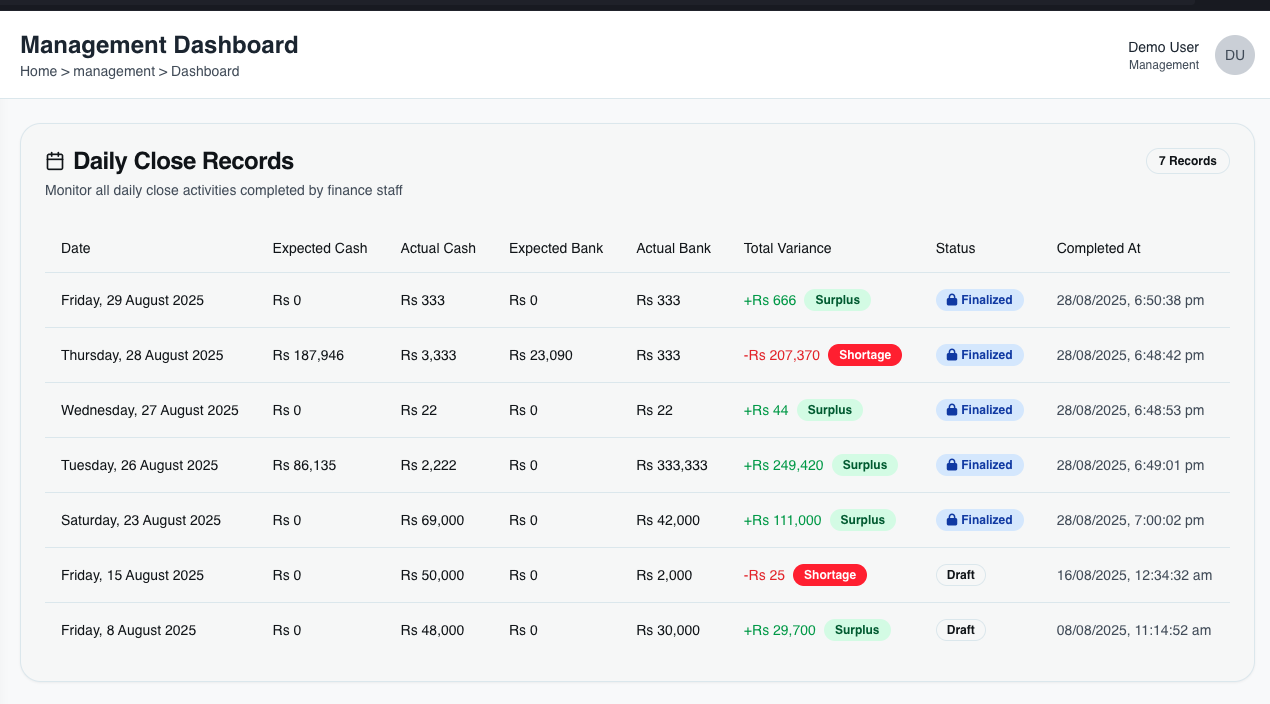 Management Dashboard
Home > management > Dashboard
Demo User
Management
DU
Daily Close Records
7 Records
Monitor all daily close activities completed by finance staff
Date Expected Cash Actual Cash Expected Bank Actual Bank Total Variance Status Completed At
Friday, 29 August 2025 Rs 0 Rs 333 Rs 0 Rs 333 +Rs 666 Surplus Finalized 28/08/2025, 6:50:38 pm
Thursday, 28 August 2025 Rs 187,946 Rs 3,333 Rs 23,090 Rs 333 -Rs 207,370 Shortage Finalized 28/08/2025, 6:48:42 pm
Wednesday, 27 August 2025 Rs 0 Rs 22 Rs 0 Rs 22 +Rs 44 Surplus Finalized 28/08/2025, 6:48:53 pm
Tuesday, 26 August 2025 Rs 86,135 Rs 2,222 Rs 0 Rs 333,333 +Rs 249,420 Surplus Finalized 28/08/2025, 6:49:01 pm
Saturday, 23 August 2025 Rs 0 Rs 69,000 Rs 0 Rs 42,000 +Rs 111,000 Surplus Finalized 28/08/2025, 7:00:02 pm
Friday, 15 August 2025 Rs 0 Rs 50,000 Rs 0 Rs 2,000 -Rs 25 Shortage Draft 16/08/2025, 12:34:32 am
Friday, 8 August 2025 Rs 0 Rs 48,000 Rs 0 Rs 30,000 +Rs 29,700 Surplus Draft 08/08/2025, 11:14:52 am